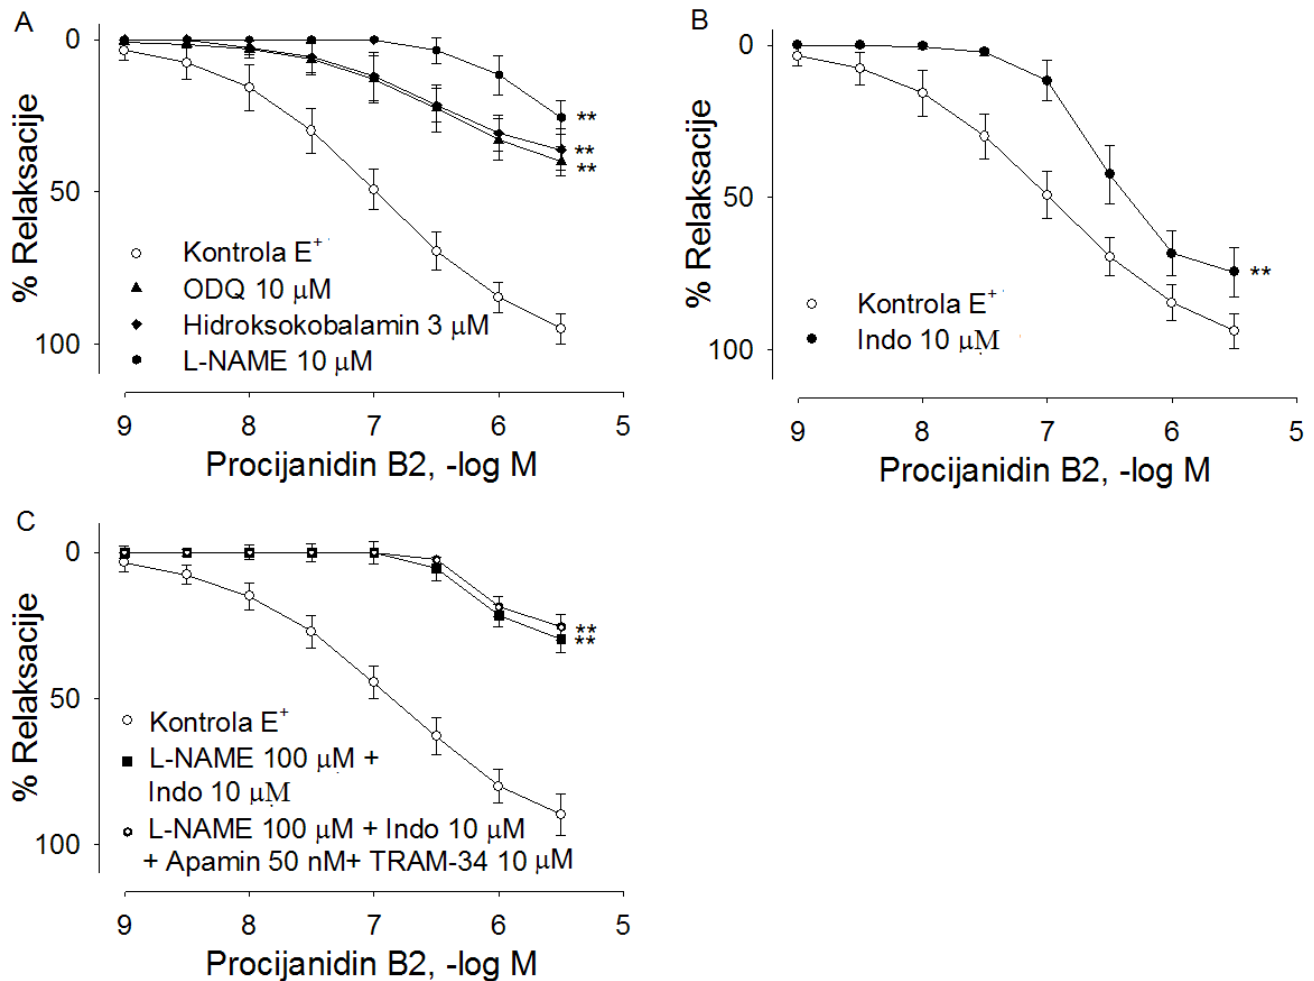 A
0
50
100
% Relaksacije
**
**
**
Kontrola E+
ODQ 10 μM
Hidroksokobalamin 3 μM
L-NAME 10 μM
9 8 7 6 5
Procijanidin B2, -log M
B
0
50
100
% Relaksacije
**
Kontrola E+
Indo 10 μM
9 8 7 6 5
Procijanidin B2, -log M
C
0
50
100
% Relaksacije
**
**
Kontrola E+
L-NAME 100 μM +
Indo 10 μM
L-NAME 100 μM + Indo 10 μM
+ Apamin 50 nM+ TRAM-34 10 μM
9 8 7 6 5
Procijanidin B2, -log M